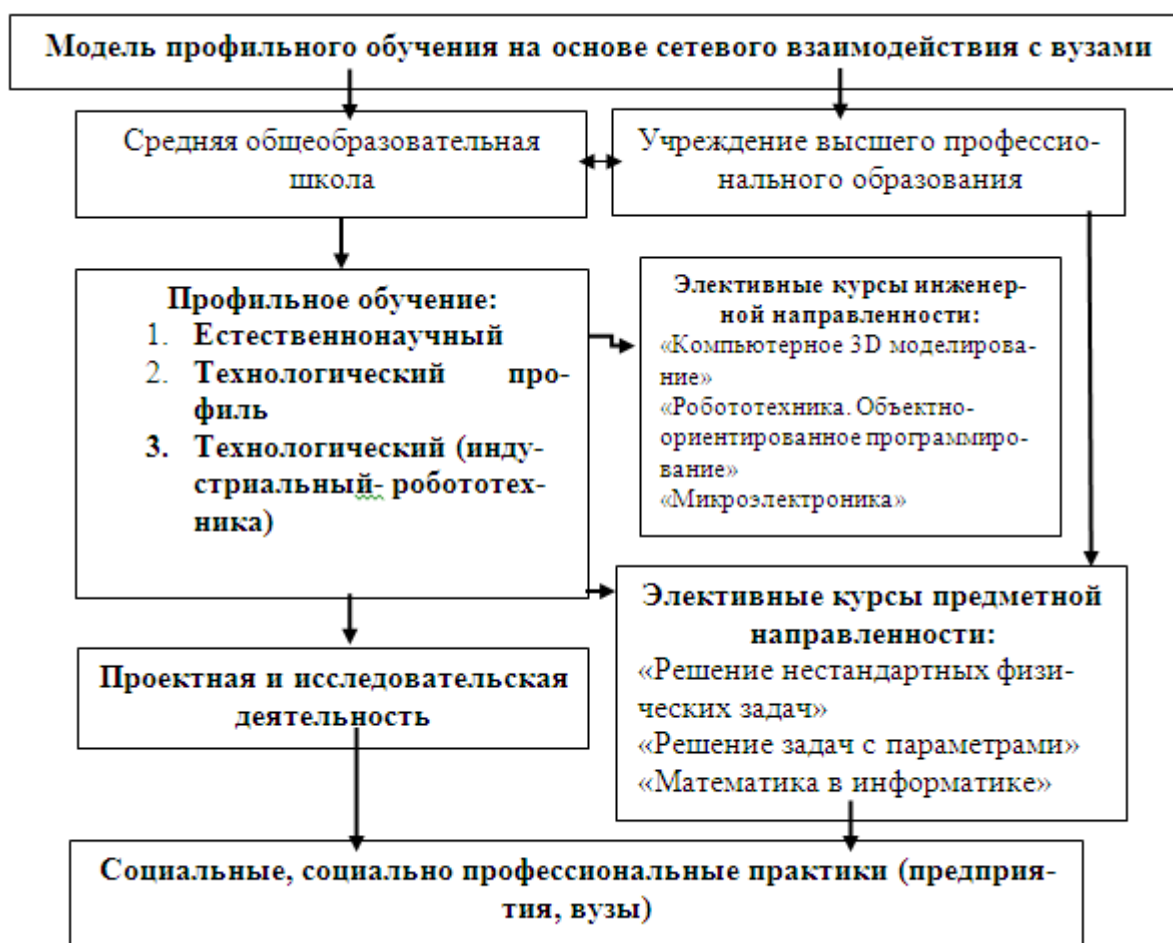 Модель профильного обучения на основе сетевого взаимодействия с вузами
Средняя общеобразовательная
школа
Учреждение высшего профессио-
нального образования
Профильное обучение:
1. Естественнонаучный
2. Технологический про-
филь
3. Технологический (инду-
стриальный- робототех-
ника)
Элективные курсы инженер-
ной направленности:
«Компьютерное 3D моделирова-
ние»
«Робототехника. Объектно-
ориентированное программиро-
вание»
«Микроэлектроника»
Проектная и исследовательская
деятельность
Элективные курсы предметной
направленности:
«Решение нестандартных физи-
ческих задач»
«Решение задач с параметрами»
«Математика в информатике»
Социальные, социально профессиональные практики (предприя-
тия, вузы)